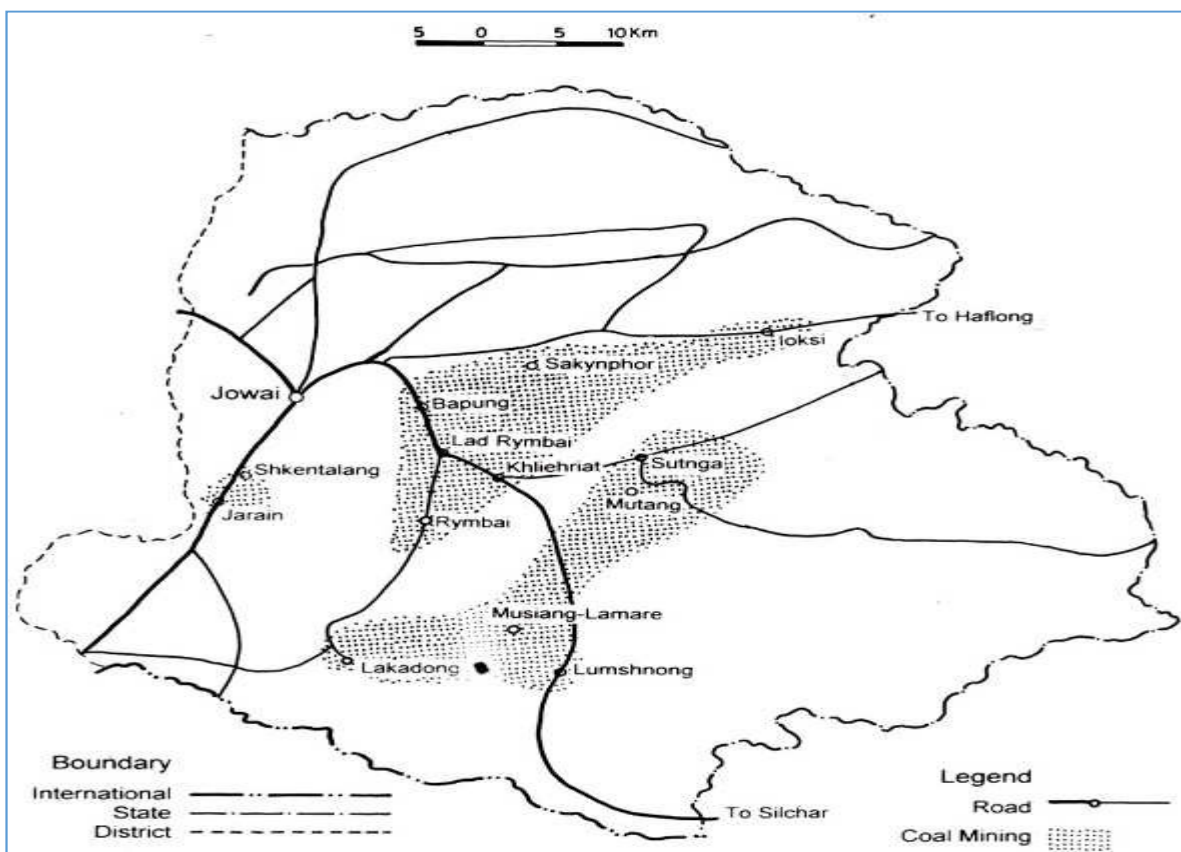 5 0 5 10 Km
To Haflong
Ioksi
Sakynphor
Jowai
Bapung
Lad Rymbai
Khliehriat
Sutnga
Shkentalang
Mutang
Jarain
Rymbai
Musiang-Lamare
Lakadong
Lumshnong
Boundary
International
State
District
To Silchar
Legend
Road
Coal Mining